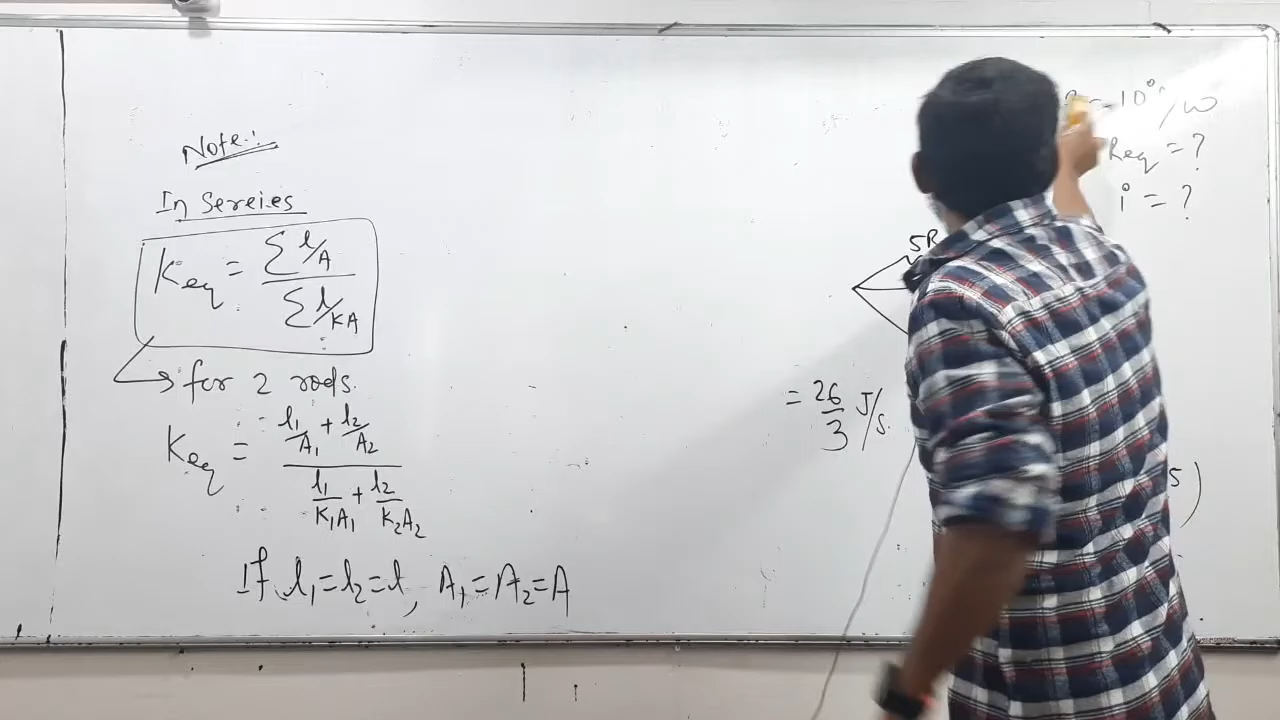 Note:
In Sereies
Keq = Σ l/A / Σ l/KA
for 2 rods.
Keq = (l1/A1 + l2/A2) / (l1/K1A1 + l2/K2A2)
If l1=l2=l, A1=A2=A
10°/w
Req = ?
i = ?
5R
= 26/3 J/s.